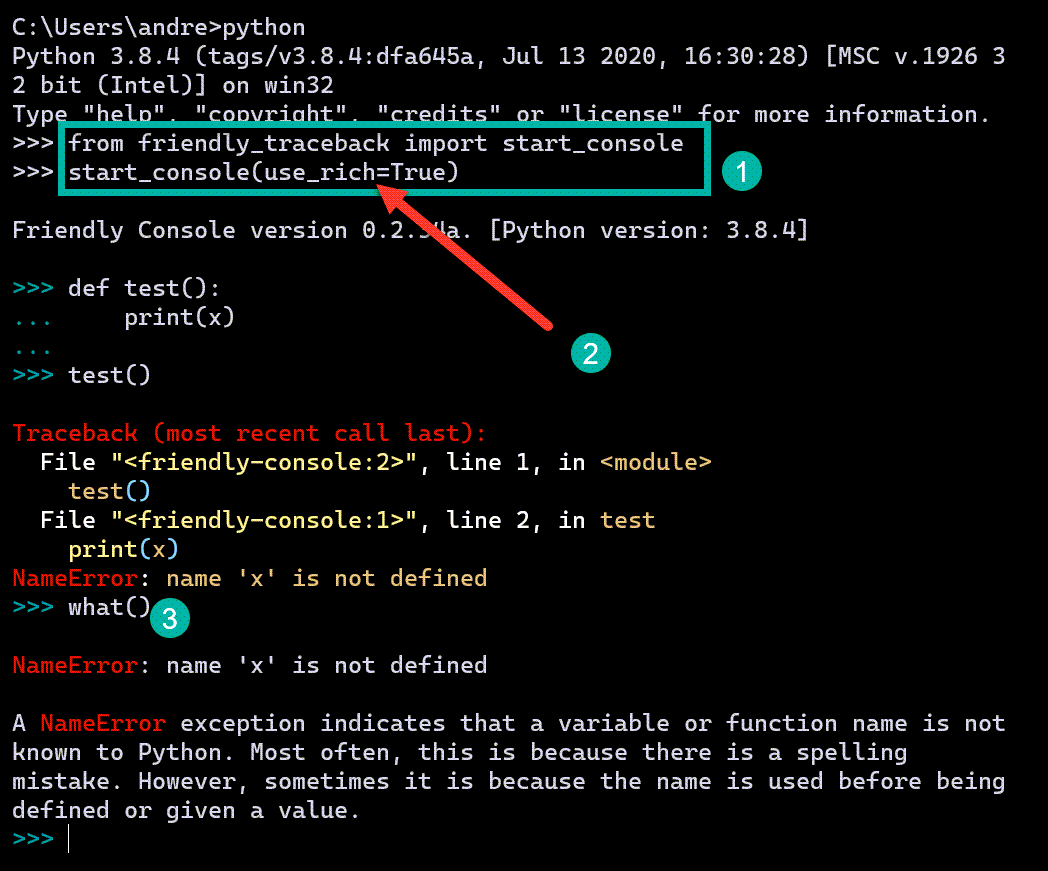 C:\Users\andre>python
Python 3.8.4 (tags/v3.8.4:dfa645a, Jul 13 2020, 16:30:28) [MSC v.1926 3
2 bit (Intel)] on win32
Type "help", "copyright", "credits" or "license" for more information.
>>> from friendly_traceback import start_console
>>> start_console(use_rich=True)
1
Friendly Console version 0.2.34a. [Python version: 3.8.4]
>>> def test():
...     print(x)
...
2
>>> test()
Traceback (most recent call last):
  File "<friendly-console:2>", line 1, in <module>
    test()
  File "<friendly-console:1>", line 2, in test
    print(x)
NameError: name 'x' is not defined
>>> what()
3
NameError: name 'x' is not defined
A NameError exception indicates that a variable or function name is not
known to Python. Most often, this is because there is a spelling
mistake. However, sometimes it is because the name is used before being
defined or given a value.
>>>